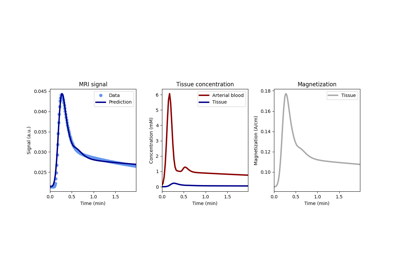 MRI signal
Signal (a.u.)
0.045
0.040
0.035
0.030
0.025
Data
Prediction
0.0
0.5
1.0
1.5
Time (min)
Tissue concentration
Concentration (mM)
6
5
4
3
2
1
0
Arterial blood
Tissue
0.0
0.5
1.0
1.5
Time (min)
Magnetization
0.18
0.16
0.14
0.12
0.10
Tissue
0.0
0.5
1.0
1.5
Time (min)